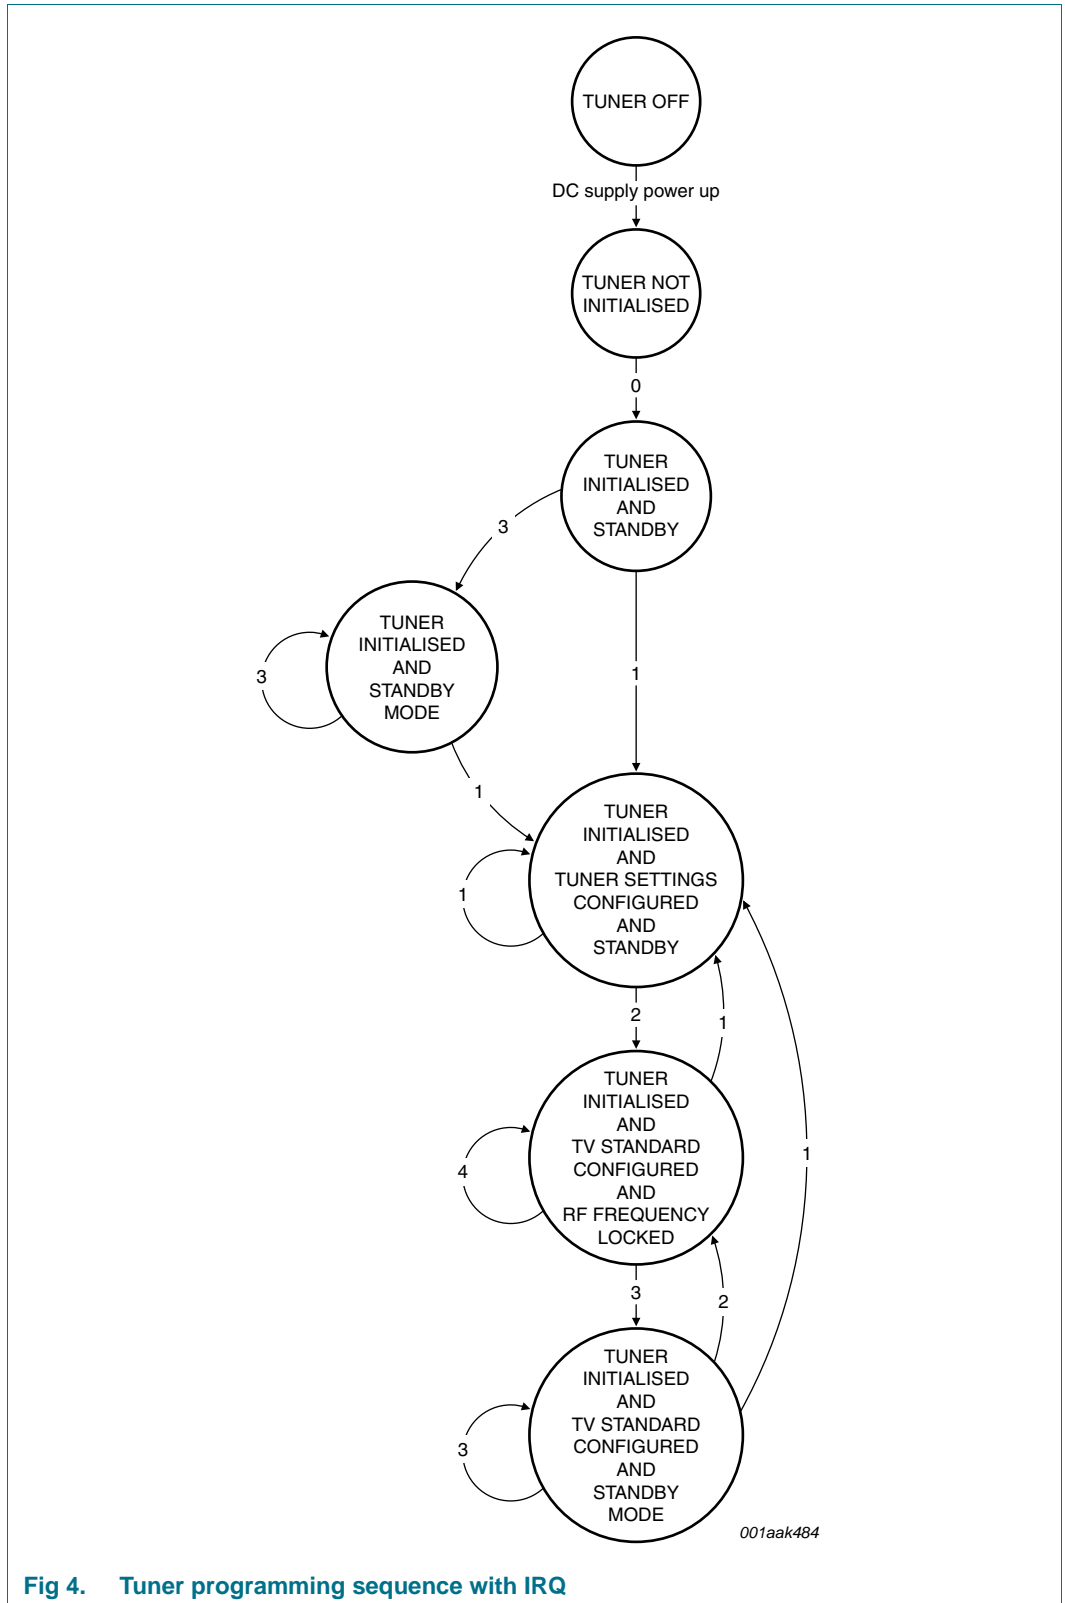 TUNER OFF
DC supply power up
TUNER NOT
INITIALISED
0
TUNER
INITIALISED
AND
STANDBY
3
TUNER
INITIALISED
AND
STANDBY
MODE
3
1
1
TUNER
INITIALISED
AND
TUNER SETTINGS
CONFIGURED
AND
STANDBY
1
2
1
TUNER
INITIALISED
AND
TV STANDARD
CONFIGURED
AND
RF FREQUENCY
LOCKED
4
1
3
2
TUNER
INITIALISED
AND
TV STANDARD
CONFIGURED
AND
STANDBY
MODE
3
001aak484
Fig 4. Tuner programming sequence with IRQ